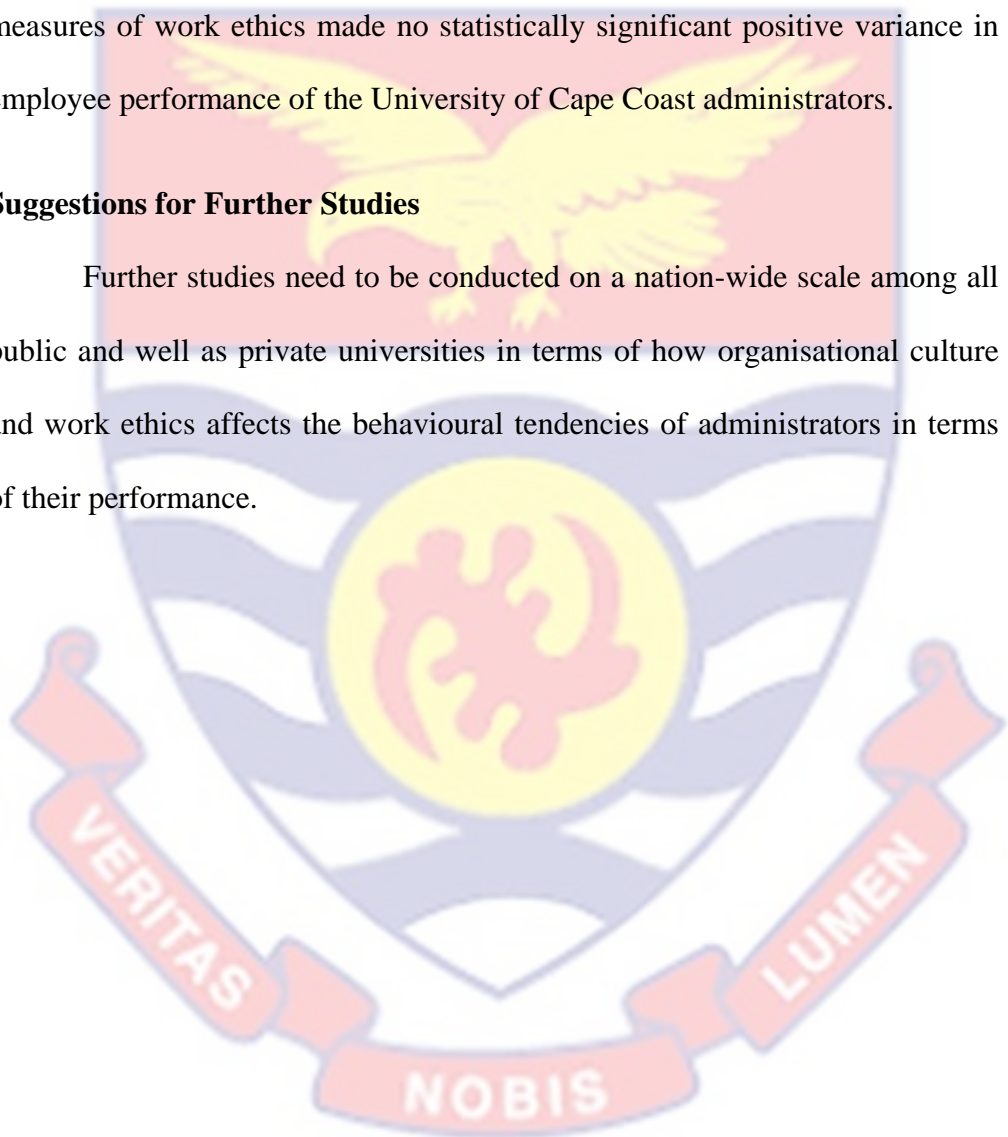 measures of work ethics made no statistically significant positive variance in
employee performance of the University of Cape Coast administrators.
Suggestions for Further Studies
Further studies need to be conducted on a nation-wide scale among all
public and well as private universities in terms of how organisational culture
and work ethics affects the behavioural tendencies of administrators in terms
of their performance.
VERITAS
NOBIS
LUMEN